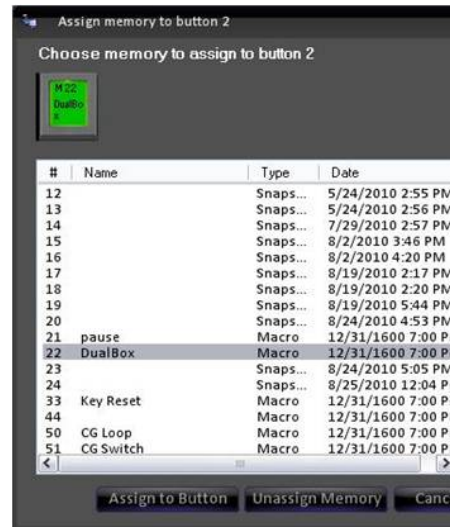 Assign memory to button 2
Choose memory to assign to button 2
M 22
DualBo
x
# Name Type Date
12 Snaps... 5/24/2010 2:55 PM
13 Snaps... 5/24/2010 2:56 PM
14 Snaps... 7/29/2010 2:57 PM
15 Snaps... 8/2/2010 3:46 PM
16 Snaps... 8/2/2010 4:20 PM
17 Snaps... 8/19/2010 2:17 PM
18 Snaps... 8/19/2010 2:20 PM
19 Snaps... 8/19/2010 5:44 PM
20 Snaps... 8/24/2010 4:53 PM
21 pause Macro 12/31/1600 7:00 P
22 DualBox Macro 12/31/1600 7:00 P
23 Snaps... 8/24/2010 5:05 PM
24 Snaps... 8/25/2010 12:04 P
33 Key Reset Macro 12/31/1600 7:00 P
44 Macro 12/31/1600 7:00 P
50 CG Loop Macro 12/31/1600 7:00 P
51 CG Switch Macro 12/31/1600 7:00 P
Assign to Button Unassign Memory Canc